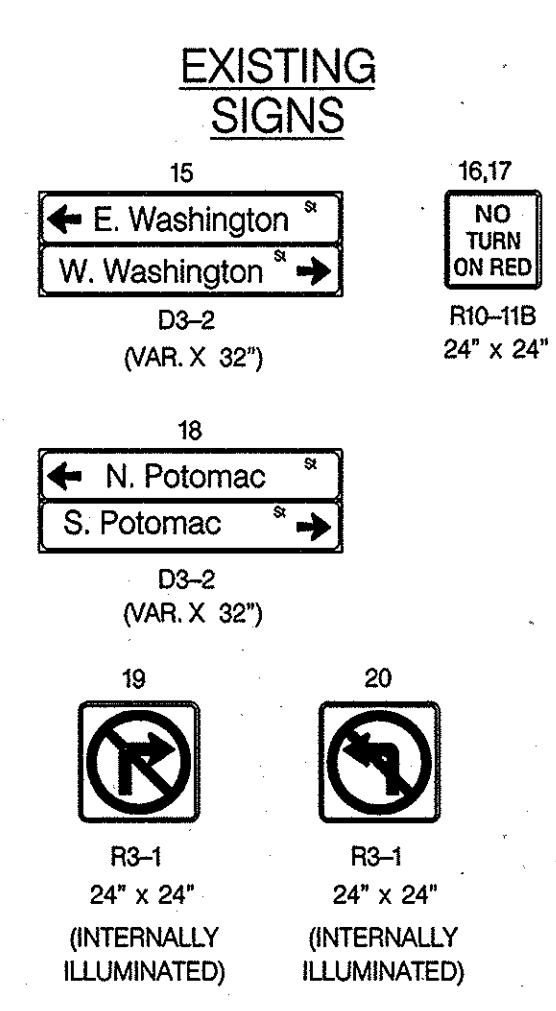 EXISTING
SIGNS
15
E. Washington St
W. Washington St
D3–2
(VAR. X 32")
16,17
NO
TURN
ON RED
R10–11B
24" x 24"
18
N. Potomac St
S. Potomac St
D3–2
(VAR. X 32")
19
R3–1
24" x 24"
(INTERNALLY
ILLUMINATED)
20
R3–1
24" x 24"
(INTERNALLY
ILLUMINATED)